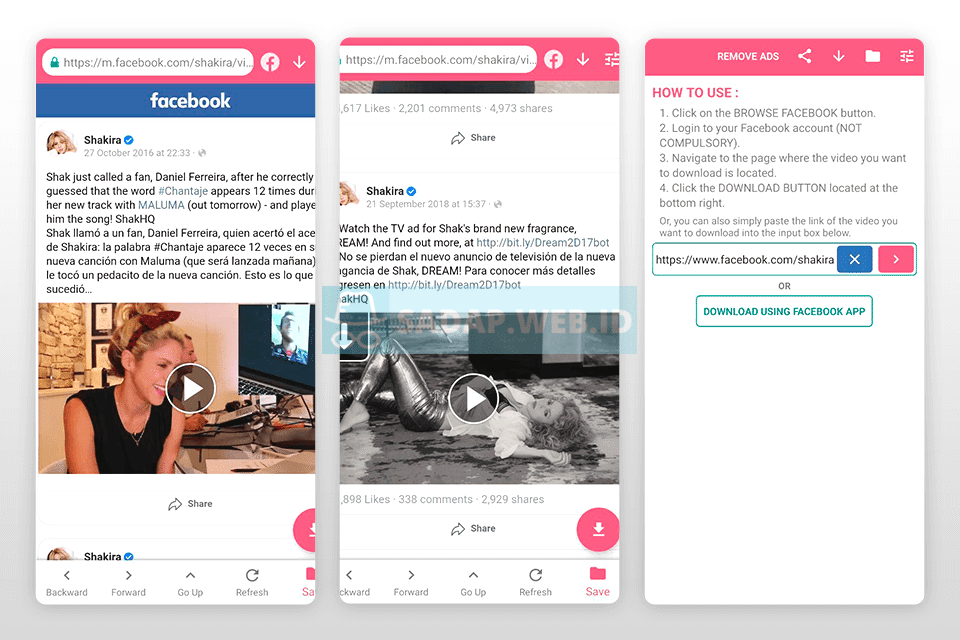 https://m.facebook.com/shakira/vi...
facebook
Shakira
27 October 2016 at 22:33 ·
Shak just called a fan, Daniel Ferreira, after he correctly
guessed that the word #Chantaje appears 12 times duri
her new track with MALUMA (out tomorrow) - and playe
him the song! ShakHQ
Shak llamó a un fan, Daniel Ferreira, quien acertó el ace
de Shakira: la palabra #Chantaje aparece 12 veces en s
nueva canción con Maluma (que será lanzada mañana)
le tocó un pedacito de la nueva canción. Esto es lo que
sucedió...
Share
Shakira
Backward
Forward
Go Up
Refresh
Sa
https://m.facebook.com/shakira/vi...
,617 Likes · 2,201 comments · 4,973 shares
Share
Shakira
21 September 2018 at 15:37 ·
Watch the TV ad for Shak's brand new fragrance,
REAM! And find out more, at http://bit.ly/Dream2D17bot
No se pierdan el nuevo anuncio de televisión de la nueva
agancia de Shak, DREAM! Para conocer más detalles
gresen en http://bit.ly/Dream2D17bot
hakHQ
SADAP.WEB.ID
,898 Likes · 338 comments · 2,929 shares
Share
ckward
Forward
Go Up
Refresh
Save
REMOVE ADS
HOW TO USE :
1. Click on the BROWSE FACEBOOK button.
2. Login to your Facebook account (NOT
COMPULSORY).
3. Navigate to the page where the video you want
to download is located.
4. Click the DOWNLOAD BUTTON located at the
bottom right.
Or, you can also simply paste the link of the video you
want to download into the input box below.
https://www.facebook.com/shakira
OR
DOWNLOAD USING FACEBOOK APP